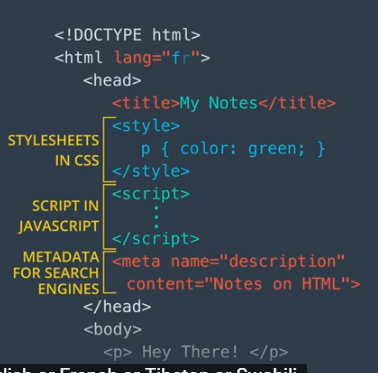 <!DOCTYPE html>
<html lang="fr">
<head>
<title>My Notes</title>
STYLESHEETS
IN CSS
<style>
p { color: green; }
</style>
SCRIPT IN
JAVASCRIPT
<script>
⋮
</script>
METADATA
FOR SEARCH
ENGINES
<meta name="description"
content="Notes on HTML">
</head>
<body>
<p> Hey There! </p>
or French or Tibetan or Swahili